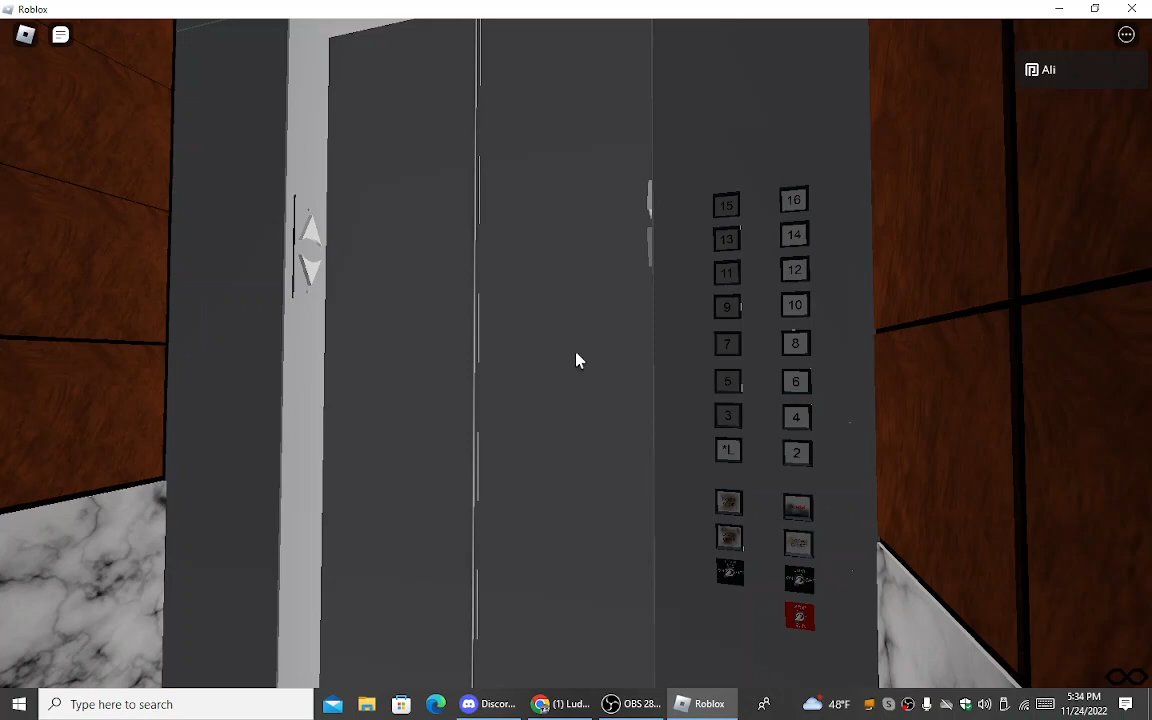 Roblox
Ali
15 16
13 14
11 12
9 10
7 8
5 6
3 4
*L 2
Type here to search
Discor...
(1) Lud...
OBS 28...
Roblox
48°F
5:34 PM
11/24/2022